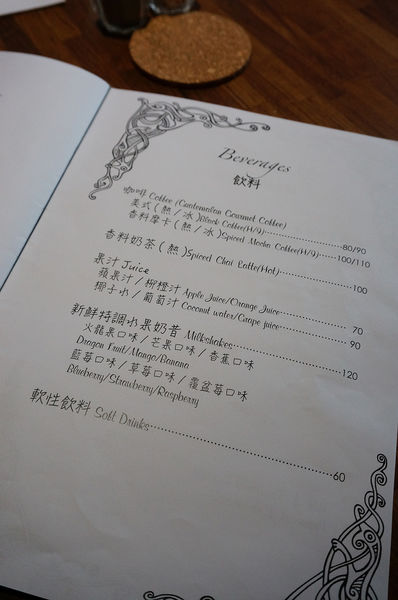 Beverages
飲料
咖啡 Coffee (Guatemalan Gourmet Coffee)
美式(熱/冰)Black Coffee(H/I)····80/90
香料摩卡(熱/冰)Spiced Mocha Coffee(H/I)····100/110
香料奶茶(熱)Spiced Chai Latte(Hot)····100
果汁 Juice
蘋果汁/柳橙汁 Apple Juice/Orange Juice····70
椰子水/葡萄汁 Coconut water/Grape juice····90
新鮮特調水果奶昔 Milkshakes····120
火龍果口味/芒果口味/香蕉口味
Dragon Fruit/Mango/Banana
藍莓口味/草莓口味/覆盆莓口味
Blueberry/Strawberry/Raspberry
軟性飲料 Soft Drinks····60